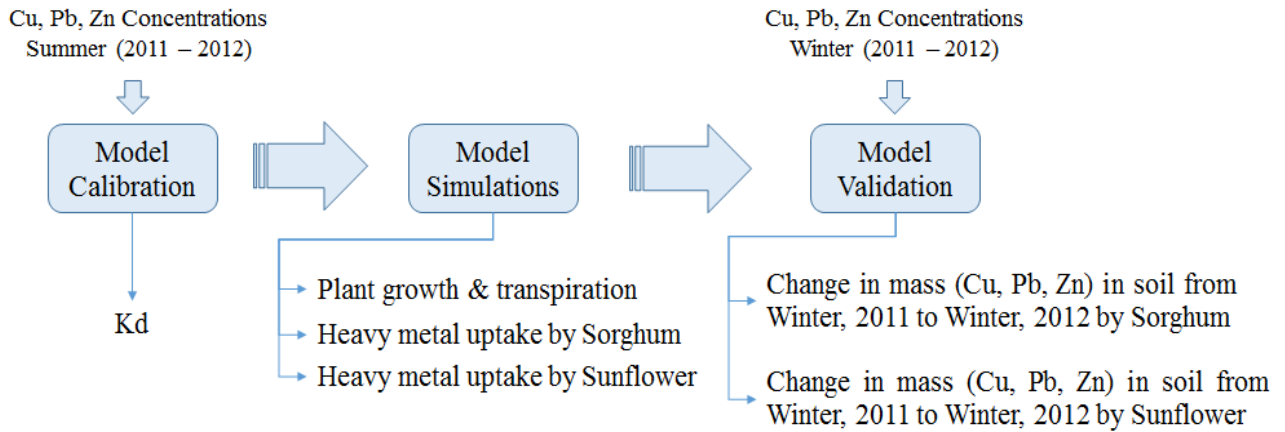 Cu, Pb, Zn Concentrations
Summer (2011 – 2012)
Cu, Pb, Zn Concentrations
Winter (2011 – 2012)
Model
Calibration
Model
Simulations
Model
Validation
Kd
Plant growth & transpiration
Heavy metal uptake by Sorghum
Heavy metal uptake by Sunflower
Change in mass (Cu, Pb, Zn) in soil from
Winter, 2011 to Winter, 2012 by Sorghum
Change in mass (Cu, Pb, Zn) in soil from
Winter, 2011 to Winter, 2012 by Sunflower